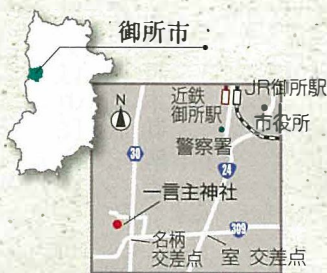 御所市
N
近鉄
御所駅
JR御所駅
市役所
警察署
30
24
一言主神社
309
名柄
交差点
室 交差点